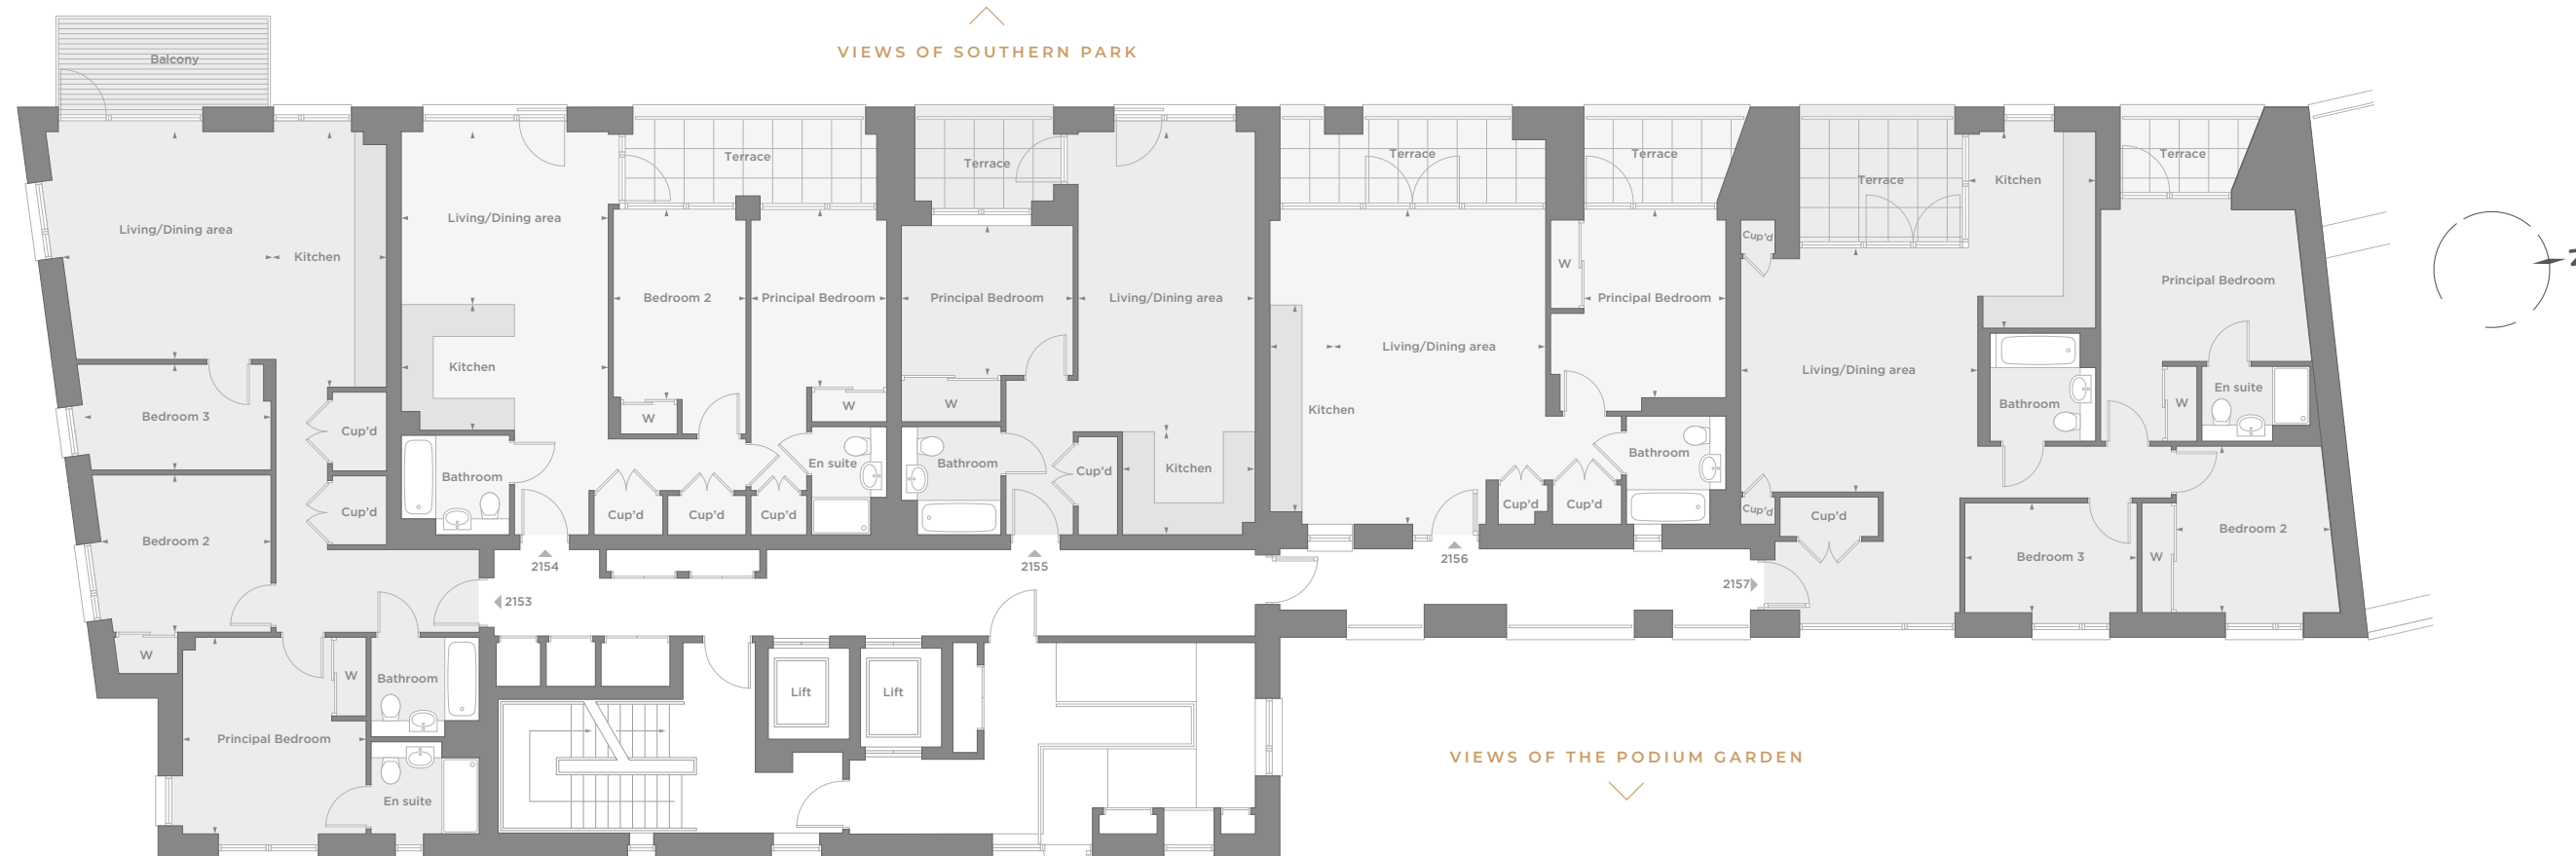 VIEWS OF SOUTHERN PARK
Balcony
Living/Dining area
Kitchen
Bedroom 3
Cup'd
Bedroom 2
Cup'd
W
W
Principal Bedroom
Bathroom
En suite
2153
Living/Dining area
Kitchen
Bathroom
Terrace
Bedroom 2
Principal Bedroom
W
W
En suite
Cup'd
Cup'd
Cup'd
2154
Terrace
Principal Bedroom
Living/Dining area
W
Bathroom
Cup'd
Kitchen
2155
Lift
Lift
Terrace
Terrace
W
Principal Bedroom
Living/Dining area
Kitchen
Bathroom
Cup'd
Cup'd
2156
Cup'd
Terrace
Kitchen
Terrace
Principal Bedroom
Living/Dining area
Bathroom
W
En suite
Cup'd
Cup'd
Bedroom 3
W
Bedroom 2
2157
VIEWS OF THE PODIUM GARDEN